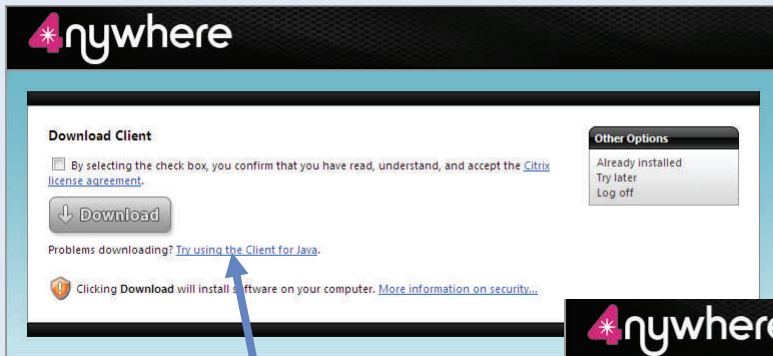 4nywhere
Download Client
By selecting the check box, you confirm that you have read, understand, and accept the Citrix
license agreement.
Download
Problems downloading? Try using the Client for Java.
Clicking Download will install software on your computer. More information on security...
Other Options
Already installed
Try later
Log off
4nywhere